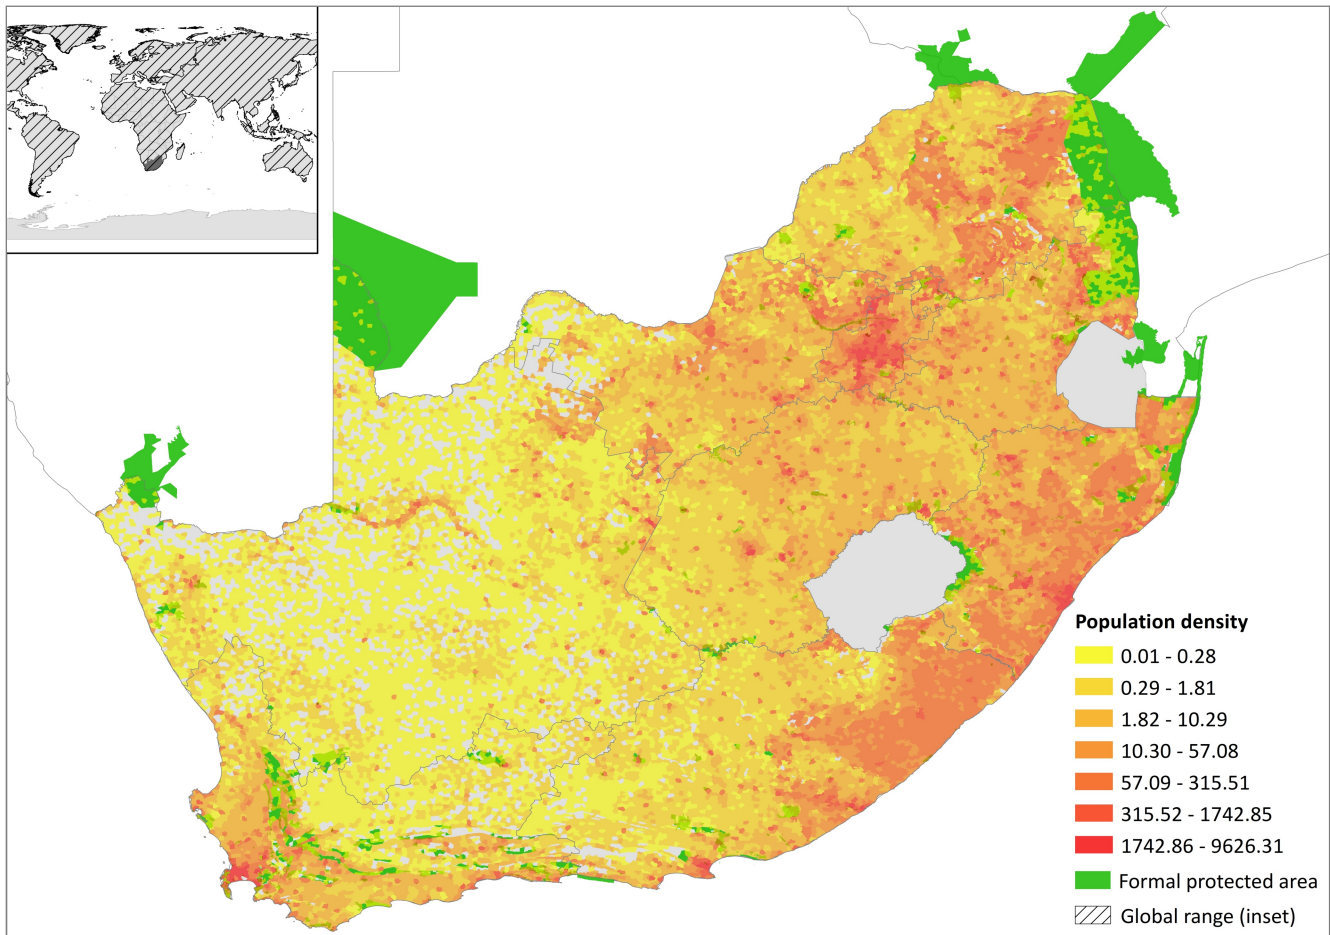 Population density
0.01 - 0.28
0.29 - 1.81
1.82 - 10.29
10.30 - 57.08
57.09 - 315.51
315.52 - 1742.85
1742.86 - 9626.31
Formal protected area
Global range (inset)